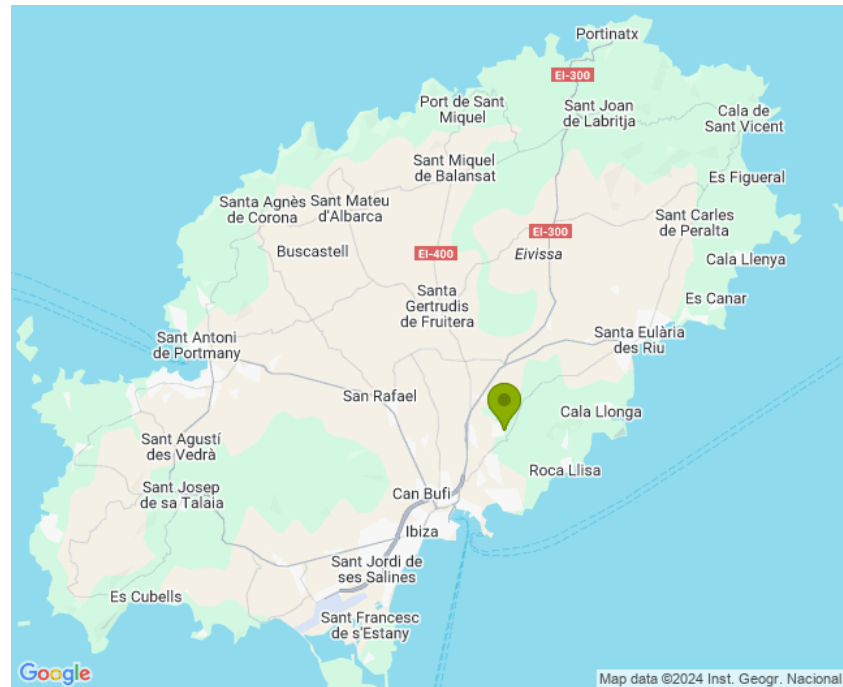 Portinatx
EI-300
Port de Sant
Miquel
Sant Joan
de Labritja
Cala de
Sant Vicent
Sant Miquel
de Balansat
Es Figueral
Santa Agnès
de Corona
Sant Mateu
d'Albarca
Sant Carles
de Peralta
EI-300
Buscastell
EI-400
Eivissa
Cala Llenya
Santa
Gertrudis
de Fruitera
Es Canar
Sant Antoni
de Portmany
Santa Eulària
des Riu
San Rafael
Cala Llonga
Sant Agustí
des Vedrà
Roca Llisa
Sant Josep
de sa Talaia
Can Bufi
Ibiza
Sant Jordi de
ses Salines
Es Cubells
Sant Francesc
de s'Estany
Google
Map data ©2024 Inst. Geogr. Nacional